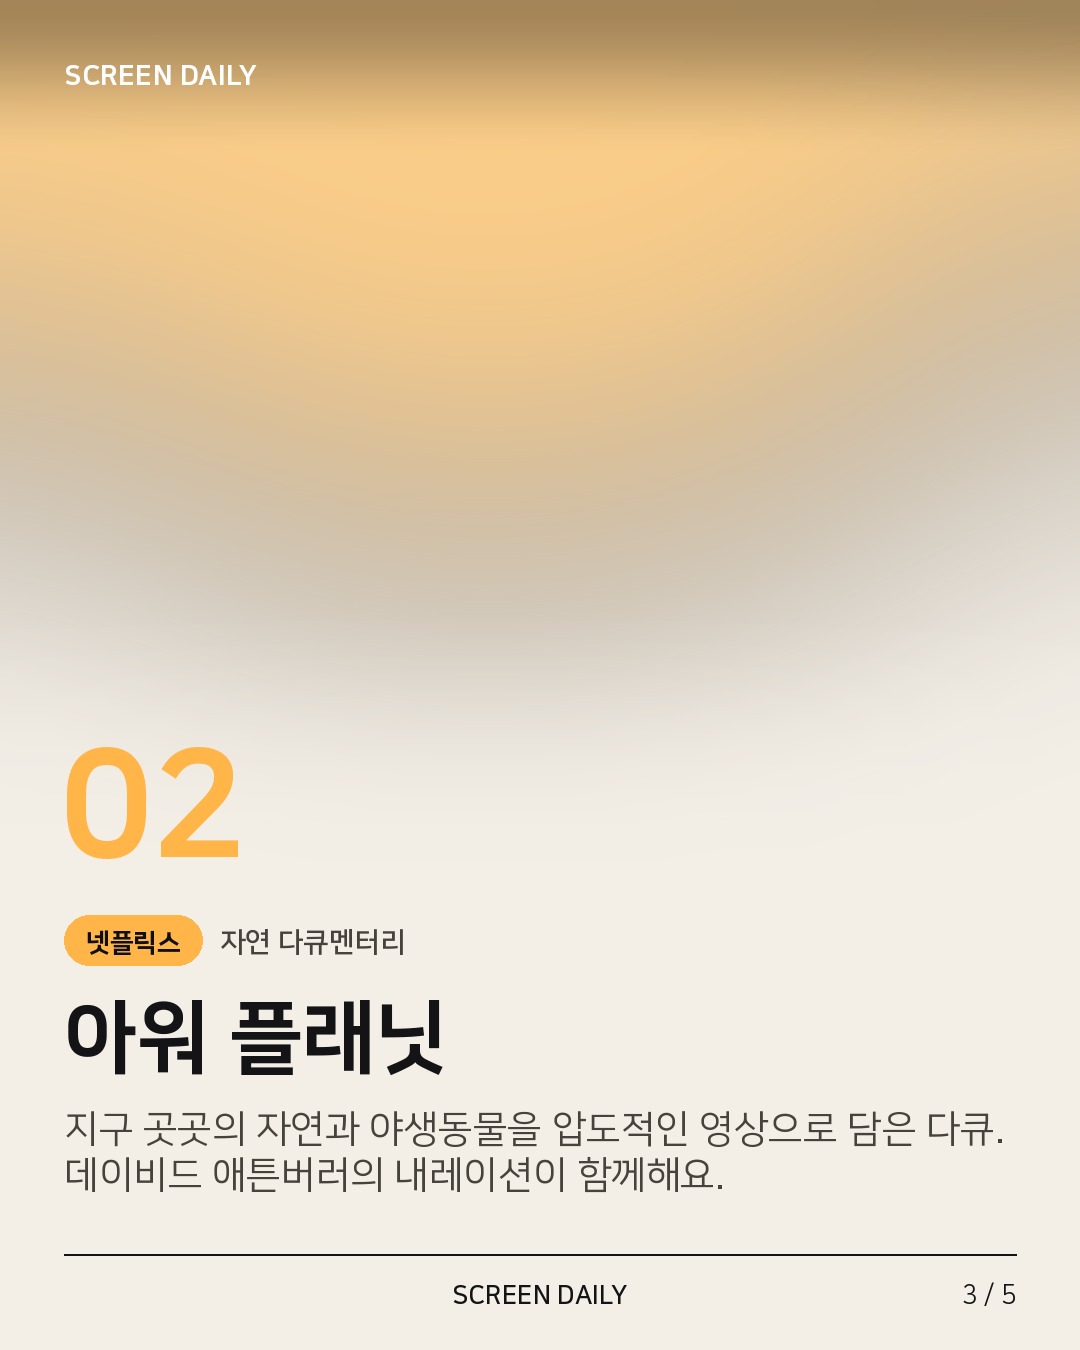 SCREEN DAILY
02
넷플릭스 자연 다큐멘터리
아워 플래닛
지구 곳곳의 자연과 야생동물을 압도적인 영상으로 담은 다큐.
데이비드 애튼버러의 내레이션이 함께해요.
SCREEN DAILY 3 / 5